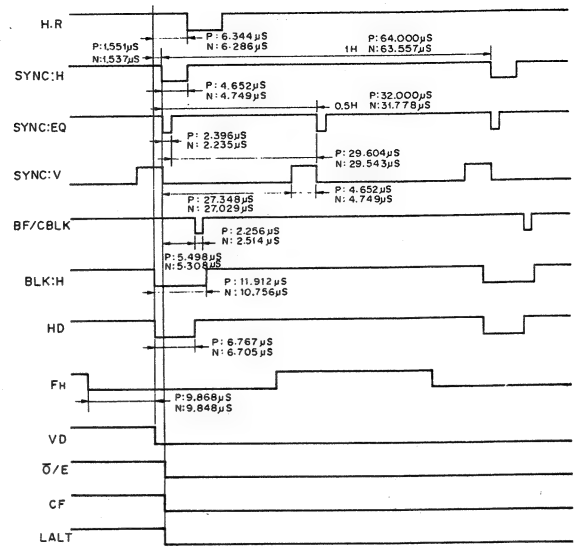 H.R
P: 6.344µS
N: 6.286µS
P:1,551µS
N:1,537µS
1H
P:64.000µS
N:63.557µS
SYNC:H
P: 4.652µS
N: 4.749µS
P:32.000µS
N:31.778µS
0.5H
SYNC:EQ
P: 2.396µS
N: 2.235µS
P:29.604µS
N:29.543µS
SYNC:V
P:27.348µS
N:27.029µS
P:4.652µS
N:4.749µS
BF/CBLK
P:2.256µS
N:2.514µS
P:5.498µS
N:5.308µS
BLK:H
P:11.912µS
N:10.756µS
HD
P:6.767µS
N:6.705µS
FH
P:9.868µS
N:9.848µS
VD
O̅/E
CF
LALT